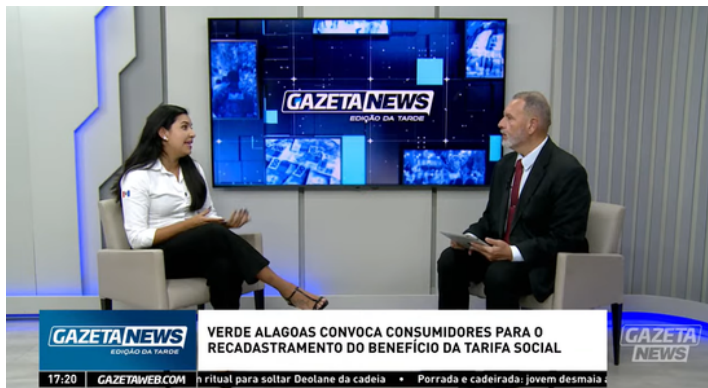 GAZETA NEWS
EDIÇÃO DA TARDE
GAZETA NEWS
EDIÇÃO DA TARDE
VERDE ALAGOAS CONVOCA CONSUMIDORES PARA O
RECADASTRAMENTO DO BENEFÍCIO DA TARIFA SOCIAL
GAZETA
NEWS
17:20 GAZETAWEB.COM ritual para soltar Deolane da cadeia • Porrada e cadeirada: jovem desmaia